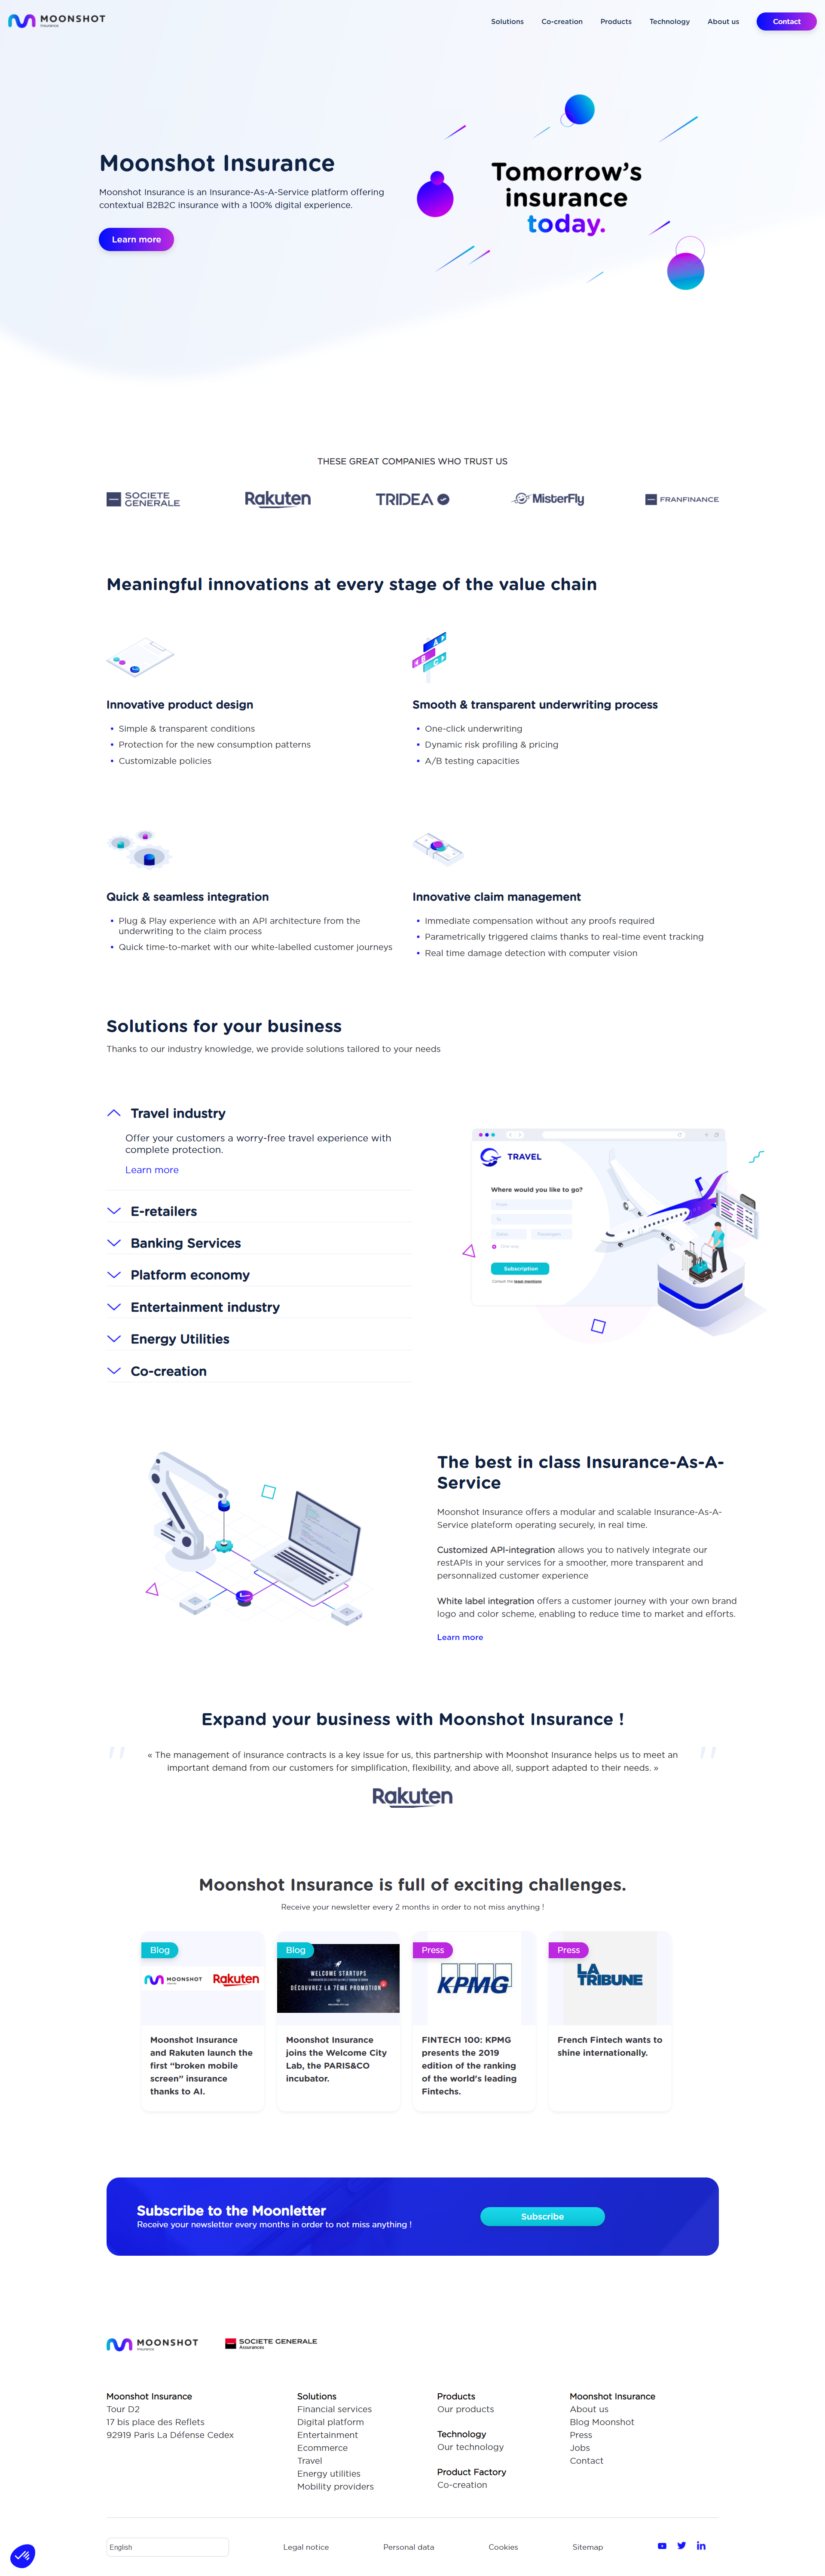 MOONSHOT
Insurance
Solutions
Co-creation
Products
Technology
About us
Contact
Moonshot Insurance
Moonshot Insurance is an Insurance-As-A-Service platform offering
contextual B2B2C insurance with a 100% digital experience.
Learn more
Tomorrow's
insurance
today.
THESE GREAT COMPANIES WHO TRUST US
SOCIETE
GENERALE
Rakuten
TRIDEA
MisterFly
FRANFINANCE
Meaningful innovations at every stage of the value chain
Innovative product design
• Simple & transparent conditions
• Protection for the new consumption patterns
• Customizable policies
Smooth & transparent underwriting process
• One-click underwriting
• Dynamic risk profiling & pricing
• A/B testing capacities
Quick & seamless integration
• Plug & Play experience with an API architecture from the
underwriting to the claim process
• Quick time-to-market with our white-labelled customer journeys
Innovative claim management
• Immediate compensation without any proofs required
• Parametrically triggered claims thanks to real-time event tracking
• Real time damage detection with computer vision
Solutions for your business
Thanks to our industry knowledge, we provide solutions tailored to your needs
Travel industry
Offer your customers a worry-free travel experience with
complete protection.
Learn more
E-retailers
Banking Services
Platform economy
Entertainment industry
Energy Utilities
Co-creation
TRAVEL
Where would you like to go?
Subscription
Consult the legal mentions
The best in class Insurance-As-A-
Service
Moonshot Insurance offers a modular and scalable Insurance-As-A-
Service plateform operating securely, in real time.
Customized API-integration allows you to natively integrate our
restAPIs in your services for a smoother, more transparent and
personnalized customer experience
White label integration offers a customer journey with your own brand
logo and color scheme, enabling to reduce time to market and efforts.
Learn more
Expand your business with Moonshot Insurance !
« The management of insurance contracts is a key issue for us, this partnership with Moonshot Insurance helps us to meet an
important demand from our customers for simplification, flexibility, and above all, support adapted to their needs. »
Rakuten
Moonshot Insurance is full of exciting challenges.
Receive your newsletter every 2 months in order to not miss anything !
Blog
MOONSHOT
Rakuten
Moonshot Insurance
and Rakuten launch the
first “broken mobile
screen” insurance
thanks to AI.
Blog
WELCOME STARTUPS
DÉCOUVREZ LA 7ÈME PROMOTION
Moonshot Insurance
joins the Welcome City
Lab, the PARIS&CO
incubator.
Press
KPMG
FINTECH 100: KPMG
presents the 2019
edition of the ranking
of the world's leading
Fintechs.
Press
LA
TRIBUNE
French Fintech wants to
shine internationally.
Subscribe to the Moonletter
Receive your newsletter every months in order to not miss anything !
Subscribe
MOONSHOT
Insurance
SOCIETE GENERALE
Assurances
Moonshot Insurance
Tour D2
17 bis place des Reflets
92919 Paris La Défense Cedex
Solutions
Financial services
Digital platform
Entertainment
Ecommerce
Travel
Energy utilities
Mobility providers
Products
Our products
Technology
Our technology
Product Factory
Co-creation
Moonshot Insurance
About us
Blog Moonshot
Press
Jobs
Contact
English
Legal notice
Personal data
Cookies
Sitemap